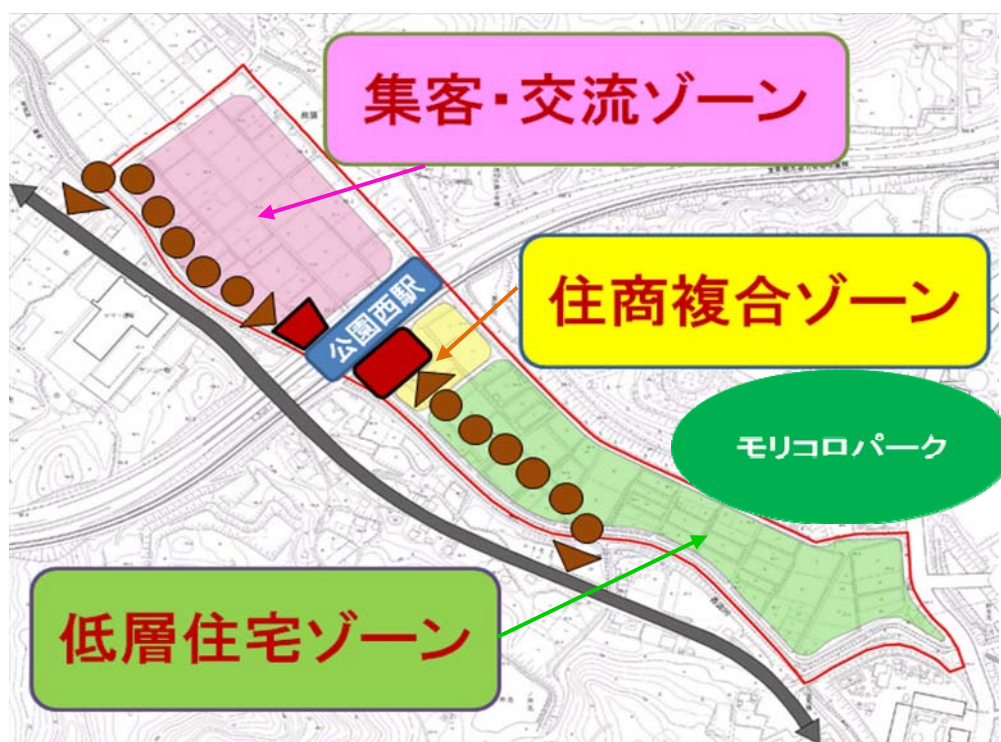 集客・交流ゾーン
住商複合ゾーン
公園西駅
モリコロパーク
低層住宅ゾーン